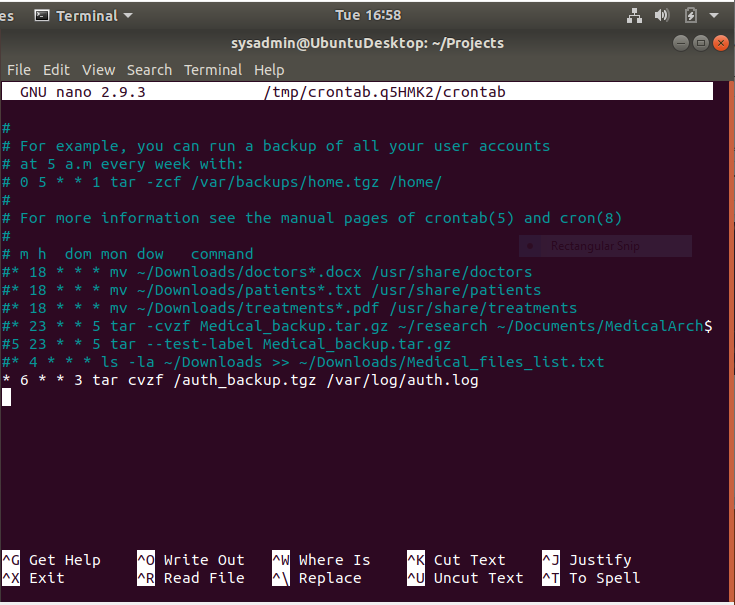 es Terminal Tue 16:58
sysadmin@UbuntuDesktop: ~/Projects
File Edit View Search Terminal Help
GNU nano 2.9.3 /tmp/crontab.q5HMK2/crontab
#
# For example, you can run a backup of all your user accounts
# at 5 a.m every week with:
# 0 5 * * 1 tar -zcf /var/backups/home.tgz /home/
#
# For more information see the manual pages of crontab(5) and cron(8)
#
Rectangular Snip
# m h  dom mon dow   command
#* 18 * * * mv ~/Downloads/doctors*.docx /usr/share/doctors
#* 18 * * * mv ~/Downloads/patients*.txt /usr/share/patients
#* 18 * * * mv ~/Downloads/treatments*.pdf /usr/share/treatments
#* 23 * * 5 tar -cvzf Medical_backup.tar.gz ~/research ~/Documents/MedicalArch$
#5 23 * * 5 tar --test-label Medical_backup.tar.gz
#* 4 * * * ls -la ~/Downloads >> ~/Downloads/Medical_files_list.txt
* 6 * * 3 tar cvzf /auth_backup.tgz /var/log/auth.log
^G Get Help ^O Write Out ^W Where Is ^K Cut Text ^J Justify
^X Exit ^R Read File ^\ Replace ^U Uncut Text ^T To Spell